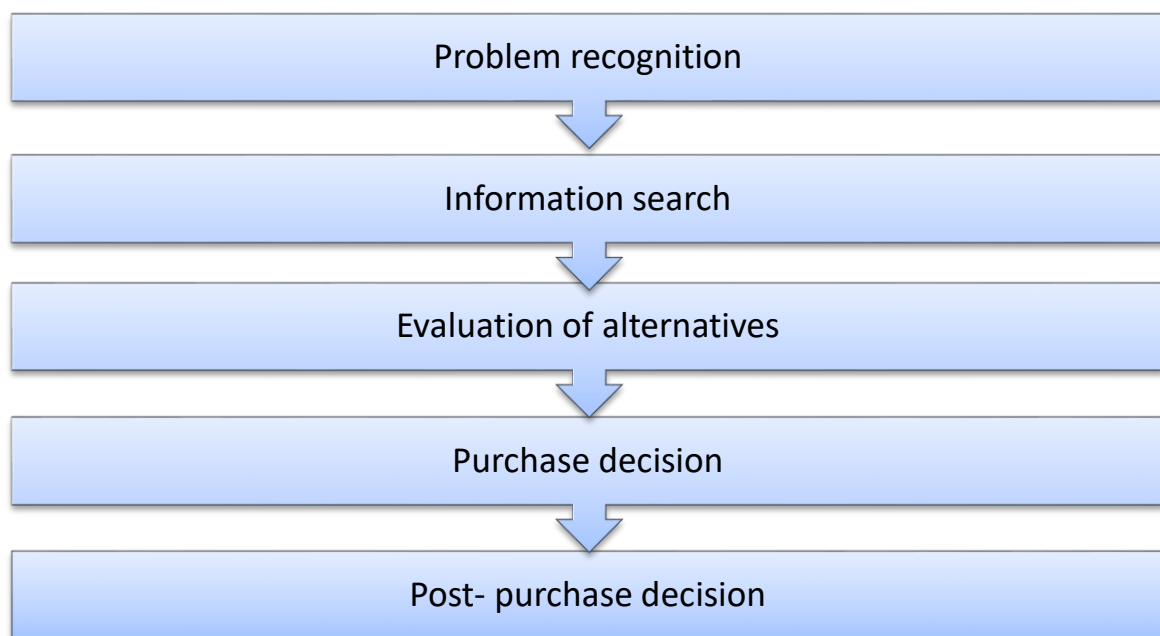 Problem recognition
Information search
Evaluation of alternatives
Purchase decision
Post- purchase decision